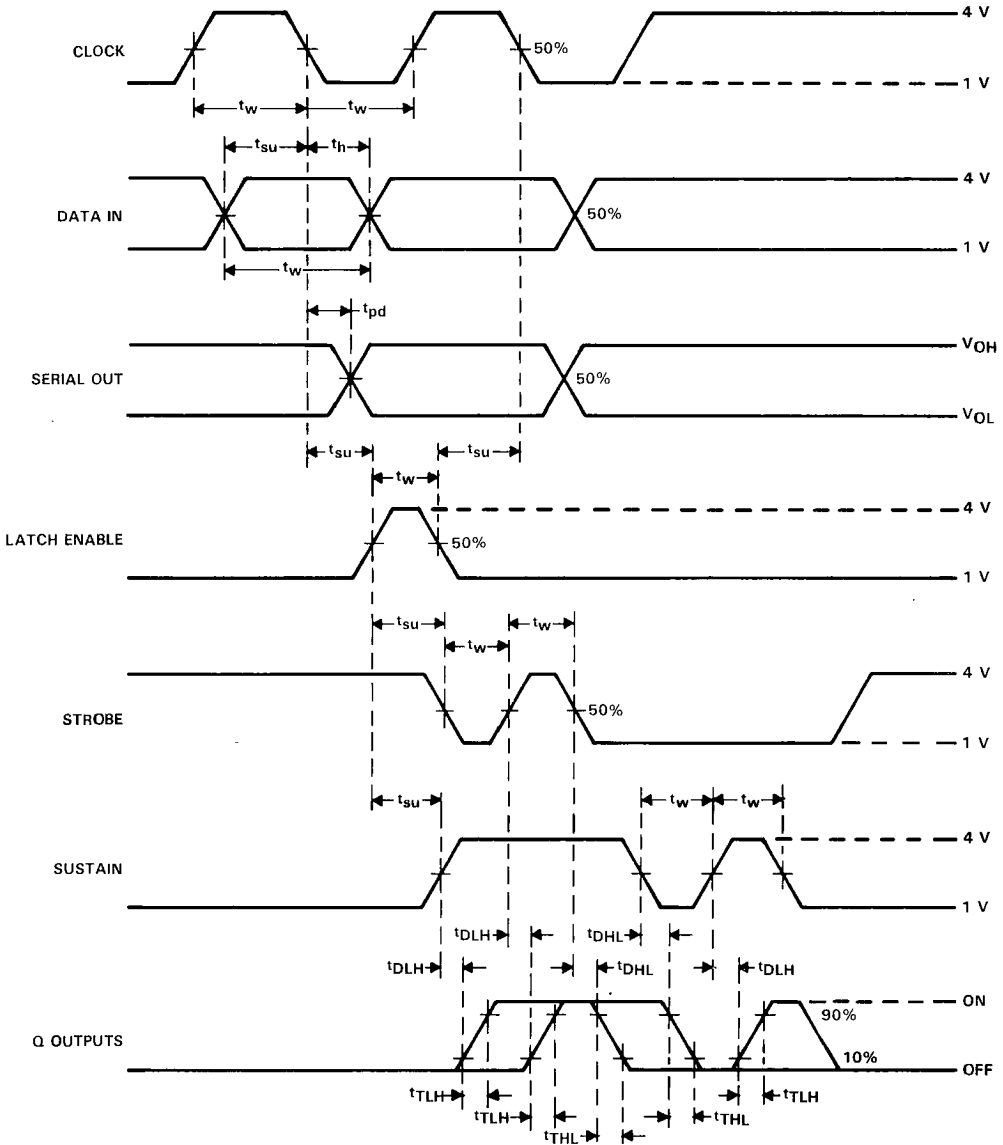 4 V
CLOCK
50%
1 V
tw
tw
tsu
th
4 V
DATA IN
50%
1 V
tw
tpd
VOH
SERIAL OUT
50%
VOL
tsu
tsu
tw
4 V
LATCH ENABLE
50%
1 V
tsu
tw
tw
4 V
STROBE
50%
1 V
tsu
tw
tw
4 V
SUSTAIN
1 V
tDLH
tDHL
tDLH
tDHL
tDLH
ON
90%
Q OUTPUTS
10%
OFF
tTLH
tTLH
tTLH
tTHL
tTHL